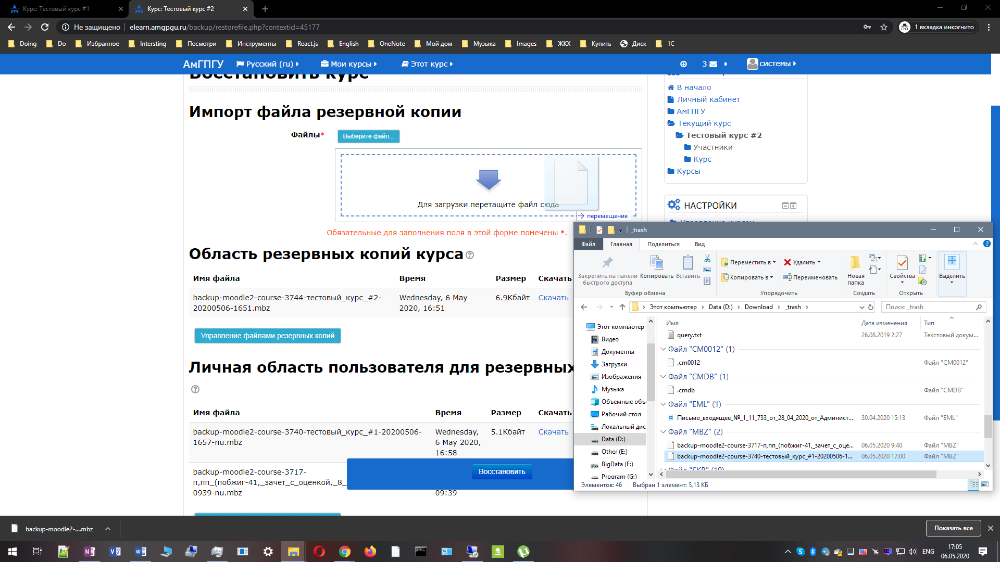 Курс: Тестовый курс #1
Курс: Тестовый курс #2
Не защищено
elearn.amgpgu.ru/backup/restorefile.php?contextid=45177
1 вкладка инкогнито
Doing
Do
Избранное
Intersting
Посмотри
Инструменты
React.js
English
OneNote
Мой дом
Музыка
Images
ЖКХ
Купить
Диск
1С
АмГПГУ
Русский (ru)
Мои курсы
Этот курс
3
системы
Восстановить курс
Импорт файла резервной копии
Файлы*
Выберите файл...
Для загрузки перетащите файл сюда
перемещение
Обязательные для заполнения поля в этой форме помечены *.
Область резервных копий курса
Имя файла
Время
Размер
Скачать
backup-moodle2-course-3744-тестовый_курс_#2-
20200506-1651.mbz
Wednesday, 6 May
2020, 16:51
6.9Кбайт
Скачать
Управление файлами резервных копий
Личная область пользователя для резервных
Имя файла
Время
Размер
Скачать
backup-moodle2-course-3740-тестовый_курс_#1-20200506-
1657-nu.mbz
Wednesday,
6 May 2020,
16:58
5.1Кбайт
Скачать
backup-moodle2-course-3717-
п,пп_(побжиг-41,_зачет_с_оценкой,_8_
0939-nu.mbz
09:39
Восстановить
В начало
Личный кабинет
АмГПГУ
Текущий курс
Тестовый курс #2
Участники
Курс
Курсы
НАСТРОЙКИ
_trash
Файл
Главная
Поделиться
Вид
Закрепить на панели
быстрого доступа
Копировать
Вставить
Буфер обмена
Переместить в
Копировать в
Удалить
Переименовать
Упорядочить
Новая
папка
Создать
Свойства
Открыть
Выделить
Этот компьютер
Data (D:)
Download
_trash
Поиск: _trash
Этот компьютер
Видео
Документы
Загрузки
Изображения
Музыка
Объемные объ
Рабочий стол
Локальный дис
Data (D:)
Other (E:)
BigData (F:)
Program (G:)
Имя
Дата изменения
Тип
query.txt
26.08.2019 2:27
Текстовый докум...
Файл "CM0012" (1)
.cm0012
Файл "CM0012"
Файл "CMDB" (1)
.cmdb
Файл "CMDB"
Файл "EML" (1)
Письмо_входящее_№_1_11_733_от_28_04_2020_от_Админист...
30.04.2020 15:13
Файл "EML"
Файл "MBZ" (2)
backup-moodle2-course-3717-п,пп_(побжиг-41,_зачет_с_оце...
06.05.2020 9:40
Файл "MBZ"
backup-moodle2-course-3740-тестовый_курс_#1-20200506-1...
06.05.2020 17:00
Файл "MBZ"
Элементов: 46
Выбран 1 элемент: 5,13 КБ
backup-moodle2-....mbz
Показать все
ENG
17:05
06.05.2020